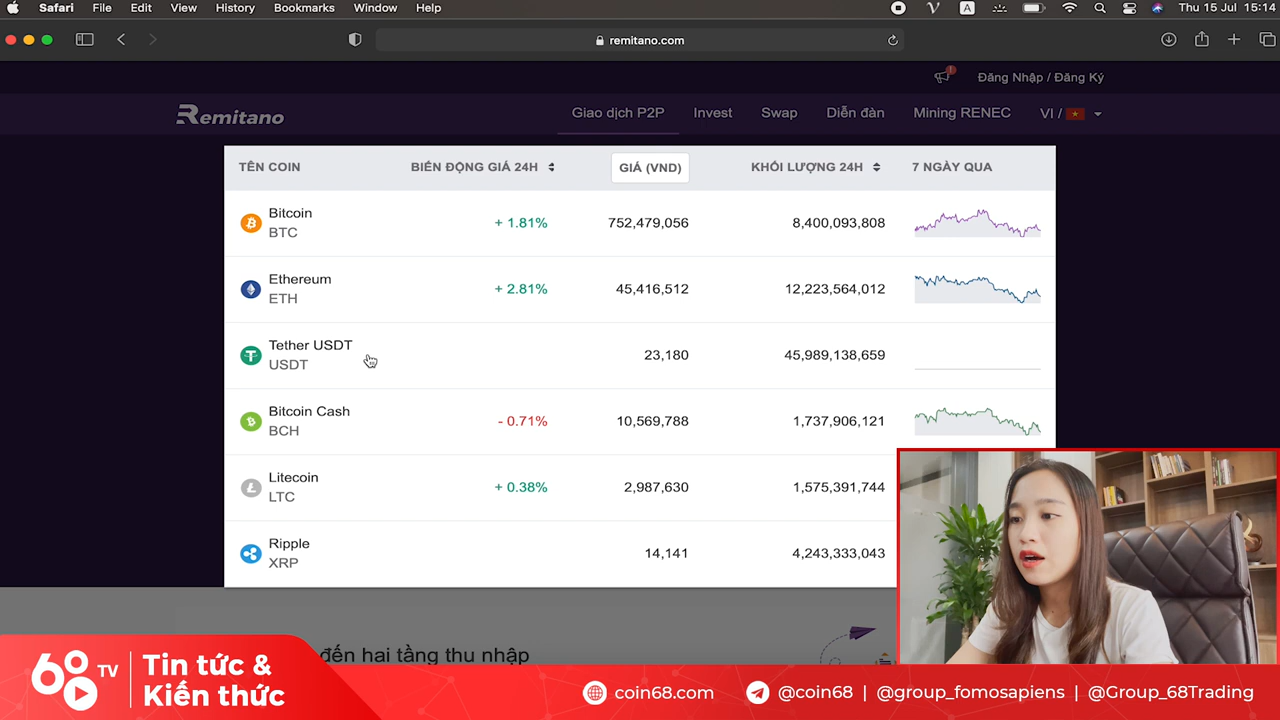 Safari File Edit View History Bookmarks Window Help A Thu 15 Jul 15:14
remitano.com
Đăng Nhập / Đăng Ký
Remitano Giao dịch P2P Invest Swap Diễn đàn Mining RENEC VI /
TÊN COIN BIẾN ĐỘNG GIÁ 24H GIÁ (VND) KHỐI LƯỢNG 24H 7 NGÀY QUA
Bitcoin
BTC + 1.81% 752,479,056 8,400,093,808
Ethereum
ETH + 2.81% 45,416,512 12,223,564,012
Tether USDT
USDT 23,180 45,989,138,659
Bitcoin Cash
BCH - 0.71% 10,569,788 1,737,906,121
Litecoin
LTC + 0.38% 2,987,630 1,575,391,744
Ripple
XRP 14,141 4,243,333,043
đến hai tầng thu nhập
68 TV Tin tức &
Kiến thức
coin68.com @coin68 | @group_fomosapiens | @Group_68Trading